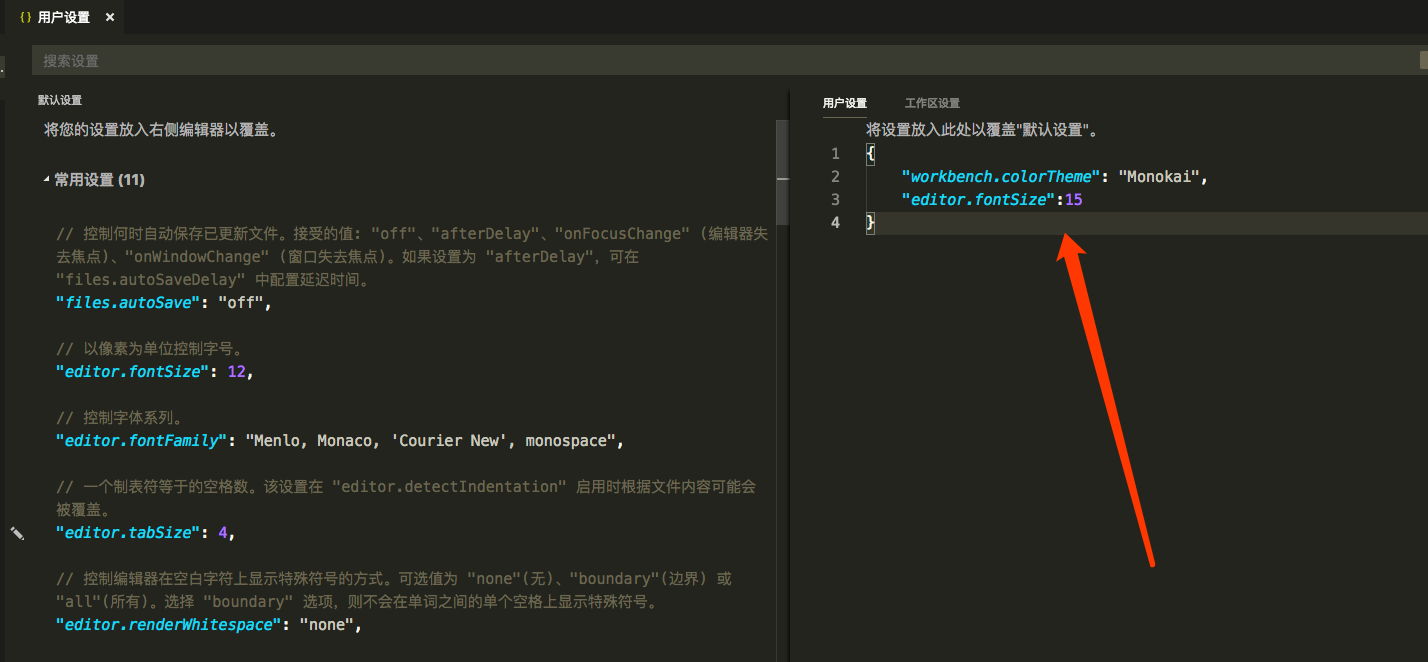 {} 用户设置 ×
搜索设置
默认设置
将您的设置放入右侧编辑器以覆盖。
常用设置 (11)
// 控制何时自动保存已更新文件。接受的值: "off"、"afterDelay"、"onFocusChange" (编辑器失
去焦点)、"onWindowChange" (窗口失去焦点)。如果设置为 "afterDelay"，可在
"files.autoSaveDelay" 中配置延迟时间。
"files.autoSave": "off",
// 以像素为单位控制字号。
"editor.fontSize": 12,
// 控制字体系列。
"editor.fontFamily": "Menlo, Monaco, 'Courier New', monospace",
// 一个制表符等于的空格数。该设置在 "editor.detectIndentation" 启用时根据文件内容可能会
被覆盖。
"editor.tabSize": 4,
// 控制编辑器在空白字符上显示特殊符号的方式。可选值为 "none"(无)、"boundary"(边界) 或
"all"(所有)。选择 "boundary" 选项，则不会在单词之间的单个空格上显示特殊符号。
"editor.renderWhitespace": "none",
用户设置 工作区设置
将设置放入此处以覆盖"默认设置"。
1 {
2 "workbench.colorTheme": "Monokai",
3 "editor.fontSize":15
4 }